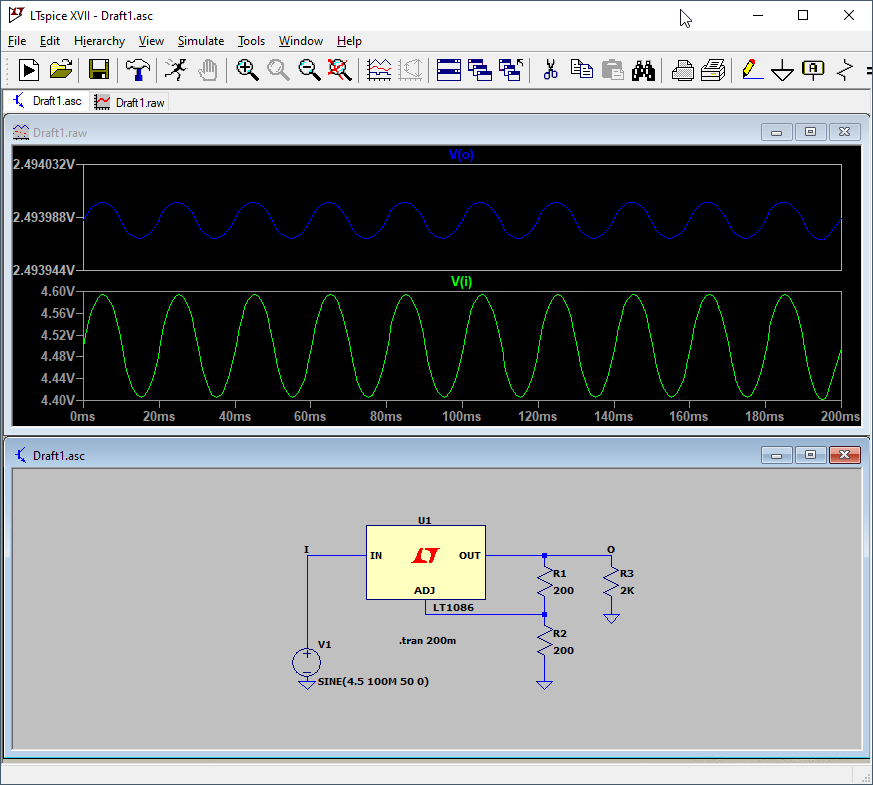 LTspice XVII - Draft1.asc
File Edit Hierarchy View Simulate Tools Window Help
A
Draft1.asc Draft1.raw
Draft1.raw
V(o)
2.494032V
2.493988V
2.493944V
V(i)
4.60V
4.56V
4.52V
4.48V
4.44V
4.40V
0ms 20ms 40ms 60ms 80ms 100ms 120ms 140ms 160ms 180ms 200ms
Draft1.asc
U1
I
IN
OUT
O
ADJ
LT1086
R1
200
R3
2K
R2
200
.tran 200m
V1
SINE(4.5 100M 50 0)